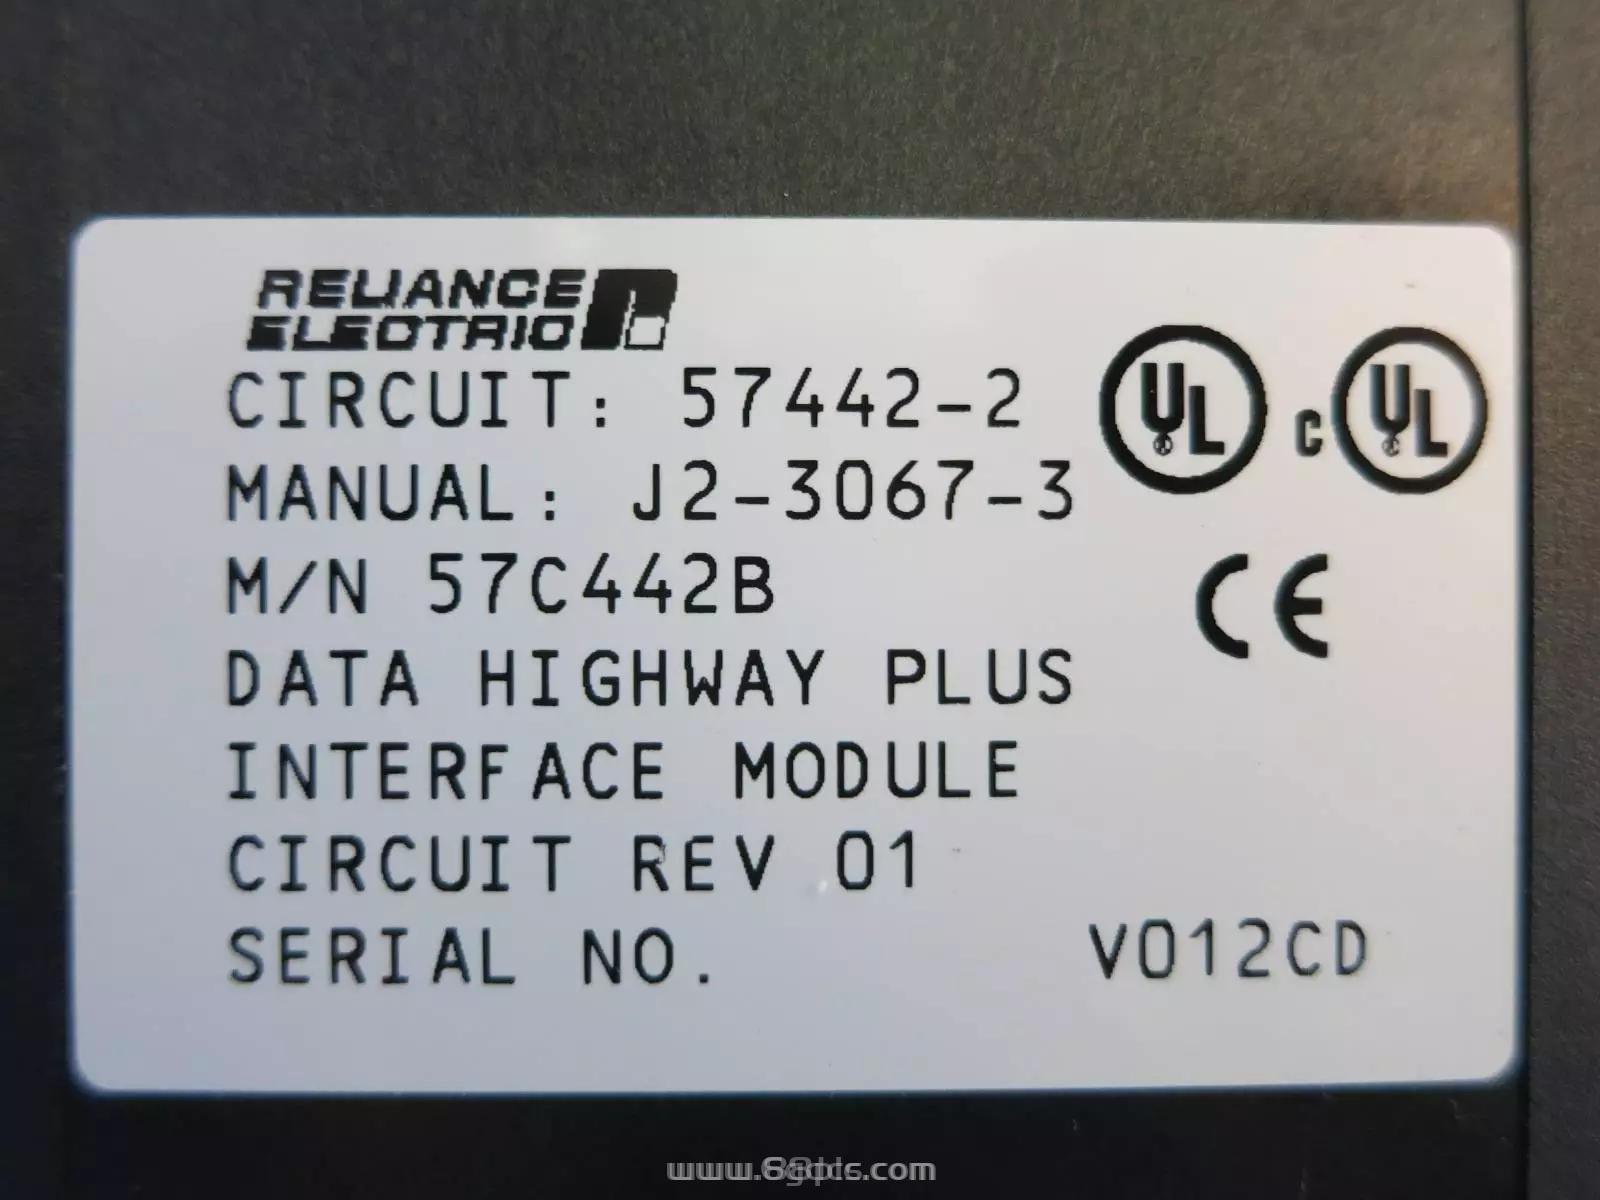 RELIANCE
ELECTRIC
CIRCUIT: 57442-2
MANUAL: J2-3067-3
M/N 57C442B
DATA HIGHWAY PLUS
INTERFACE MODULE
CIRCUIT REV 01
SERIAL NO. V012CD
UL
c UL
CE